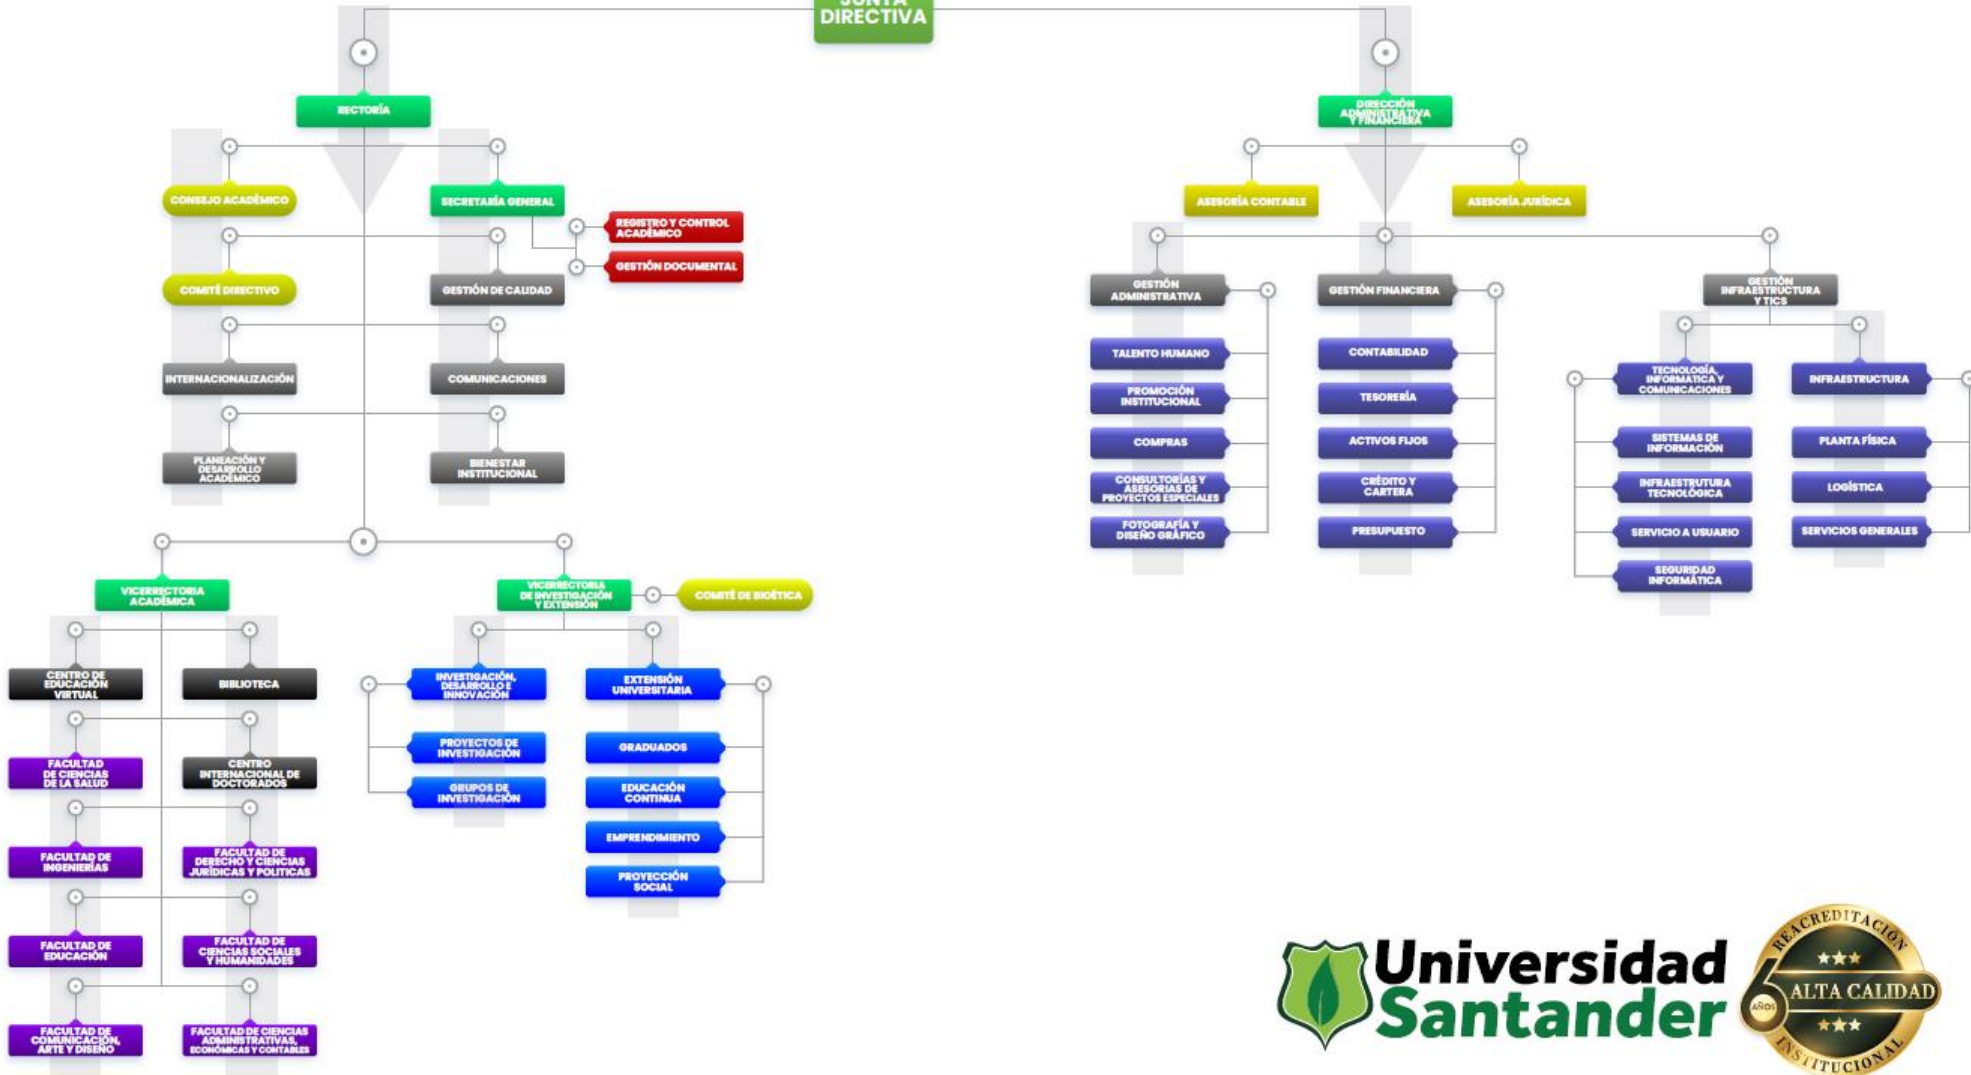 JUNTA
DIRECTIVA
RECTORÍA
CONSEJO ACADÉMICO
SECRETARÍA GENERAL
REGISTRO Y CONTROL
ACADÉMICO
GESTIÓN DOCUMENTAL
COMITÉ DIRECTIVO
GESTIÓN DE CALIDAD
INTERNACIONALIZACIÓN
COMUNICACIONES
PLANEACIÓN Y
DESARROLLO
ACADÉMICO
BIENESTAR
INSTITUCIONAL
VICERRECTORIA
ACADÉMICA
VICERRECTORIA
DE INVESTIGACIÓN
Y EXTENSIÓN
COMITÉ DE BIOÉTICA
CENTRO DE
EDUCACIÓN
VIRTUAL
BIBLIOTECA
FACULTAD
DE CIENCIAS
DE LA SALUD
CENTRO
INTERNACIONAL DE
DOCTORADOS
FACULTAD DE
INGENIERÍAS
FACULTAD DE
DERECHO Y CIENCIAS
JURÍDICAS Y POLITICAS
FACULTAD DE
EDUCACIÓN
FACULTAD DE
CIENCIAS SOCIALES
Y HUMANIDADES
FACULTAD DE
COMUNICACIÓN,
ARTE Y DISEÑO
FACULTAD DE CIENCIAS
ADMINISTRATIVAS,
ECONÓMICAS Y CONTABLES
INVESTIGACIÓN,
DESARROLLO E
INNOVACIÓN
PROYECTOS DE
INVESTIGACIÓN
GRUPOS DE
INVESTIGACIÓN
EXTENSIÓN
UNIVERSITARIA
GRADUADOS
EDUCACIÓN
CONTINUA
EMPRENDIMIENTO
PROYECCIÓN
SOCIAL
DIRECCIÓN
ADMINISTRATIVA
Y FINANCIERA
ASESORÍA CONTABLE
ASESORÍA JURÍDICA
GESTIÓN
ADMINISTRATIVA
TALENTO HUMANO
PROMOCIÓN
INSTITUCIONAL
COMPRAS
CONSULTORÍAS Y
ASESORIAS DE
PROYECTOS ESPECIALES
FOTOGRAFÍA Y
DISEÑO GRÁFICO
GESTIÓN FINANCIERA
CONTABILIDAD
TESORERÍA
ACTIVOS FIJOS
CRÉDITO Y
CARTERA
PRESUPUESTO
GESTIÓN
INFRAESTRUCTURA
Y TICS
TECNOLOGÍA,
INFORMATICA Y
COMUNICACIONES
SISTEMAS DE
INFORMACIÓN
INFRAESTRUTURA
TECNOLÓGICA
SERVICIO A USUARIO
SEGURIDAD
INFORMÁTICA
INFRAESTRUCTURA
PLANTA FÍSICA
LOGÍSTICA
SERVICIOS GENERALES
Universidad
Santander
REACREDITACIÓN
6 AÑOS
ALTA CALIDAD
INSTITUCIONAL